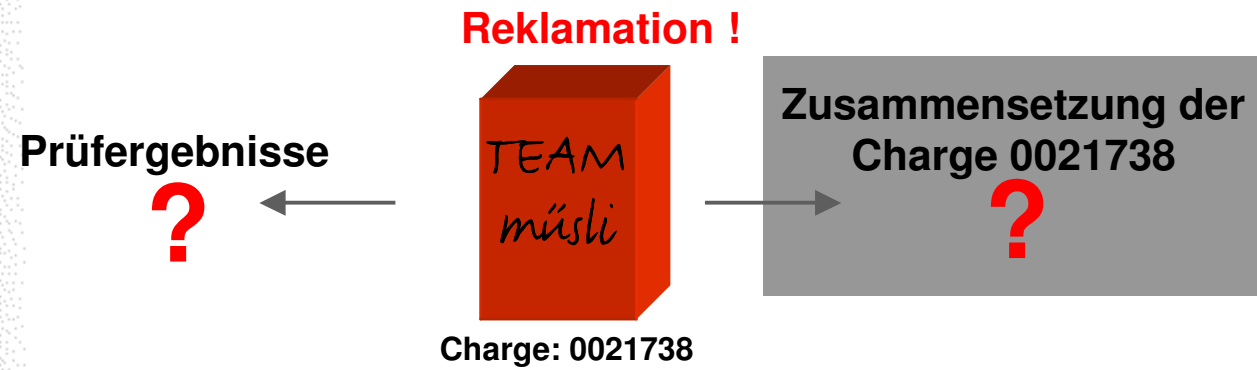 Reklamation !
Prüfergebnisse
?
TEAM
müsli
Charge: 0021738
Zusammensetzung der
Charge 0021738
?